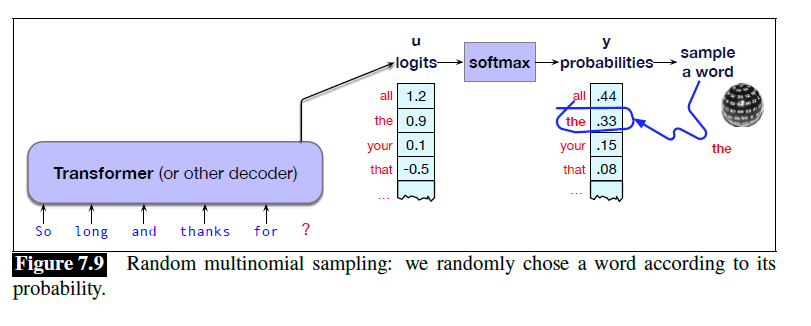 u
logits
softmax
y
probabilities
sample
a word
all 1.2
the 0.9
your 0.1
that -0.5
...
all .44
the .33
your .15
that .08
...
the
Transformer (or other decoder)
So long and thanks for ?
Figure 7.9 Random multinomial sampling: we randomly chose a word according to its
probability.